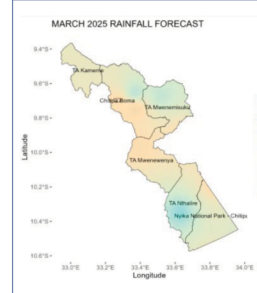 MARCH 2025 RAINFALL FORECAST
9.4°S
9.6°S
9.8°S
10.0°S
10.2°S
10.4°S
10.6°S
Latitude
TA Kameme
Boma
TA Mwenemisuku
TA Mwenewenya
TA Nthalire
Nyika National Park - Chitipa
33.0°E 33.2°E 33.4°E 33.6°E 33.8°E 34.0°E
Longitude